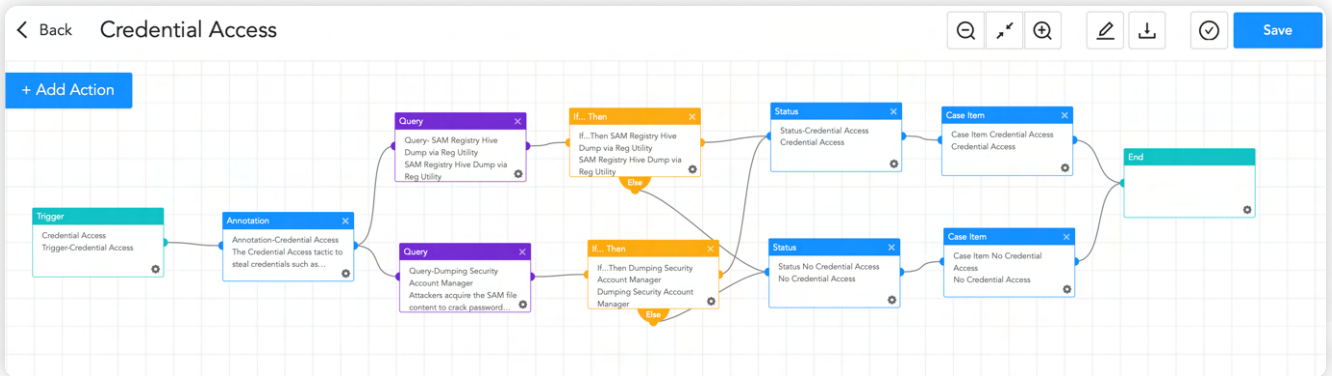 Back
Credential Access
Save
+ Add Action
Trigger
Credential Access
Trigger-Credential Access
Annotation
Annotation-Credential Access
The Credential Access tactic to
steal credentials such as...
Query
Query- SAM Registry Hive
Dump via Reg Utility
SAM Registry Hive Dump via
Reg Utility
Query
Query-Dumping Security
Account Manager
Attackers acquire the SAM file
content to crack password...
If... Then
If...Then SAM Registry Hive
Dump via Reg Utility
SAM Registry Hive Dump via
Reg Utility
Else
If... Then
If...Then Dumping Security
Account Manager
Dumping Security Account
Manager
Else
Status
Status-Credential Access
Credential Access
Status
Status No Credential Access
No Credential Access
Case Item
Case Item Credential Access
Credential Access
Case Item
Case Item No Credential
Access
No Credential Access
End